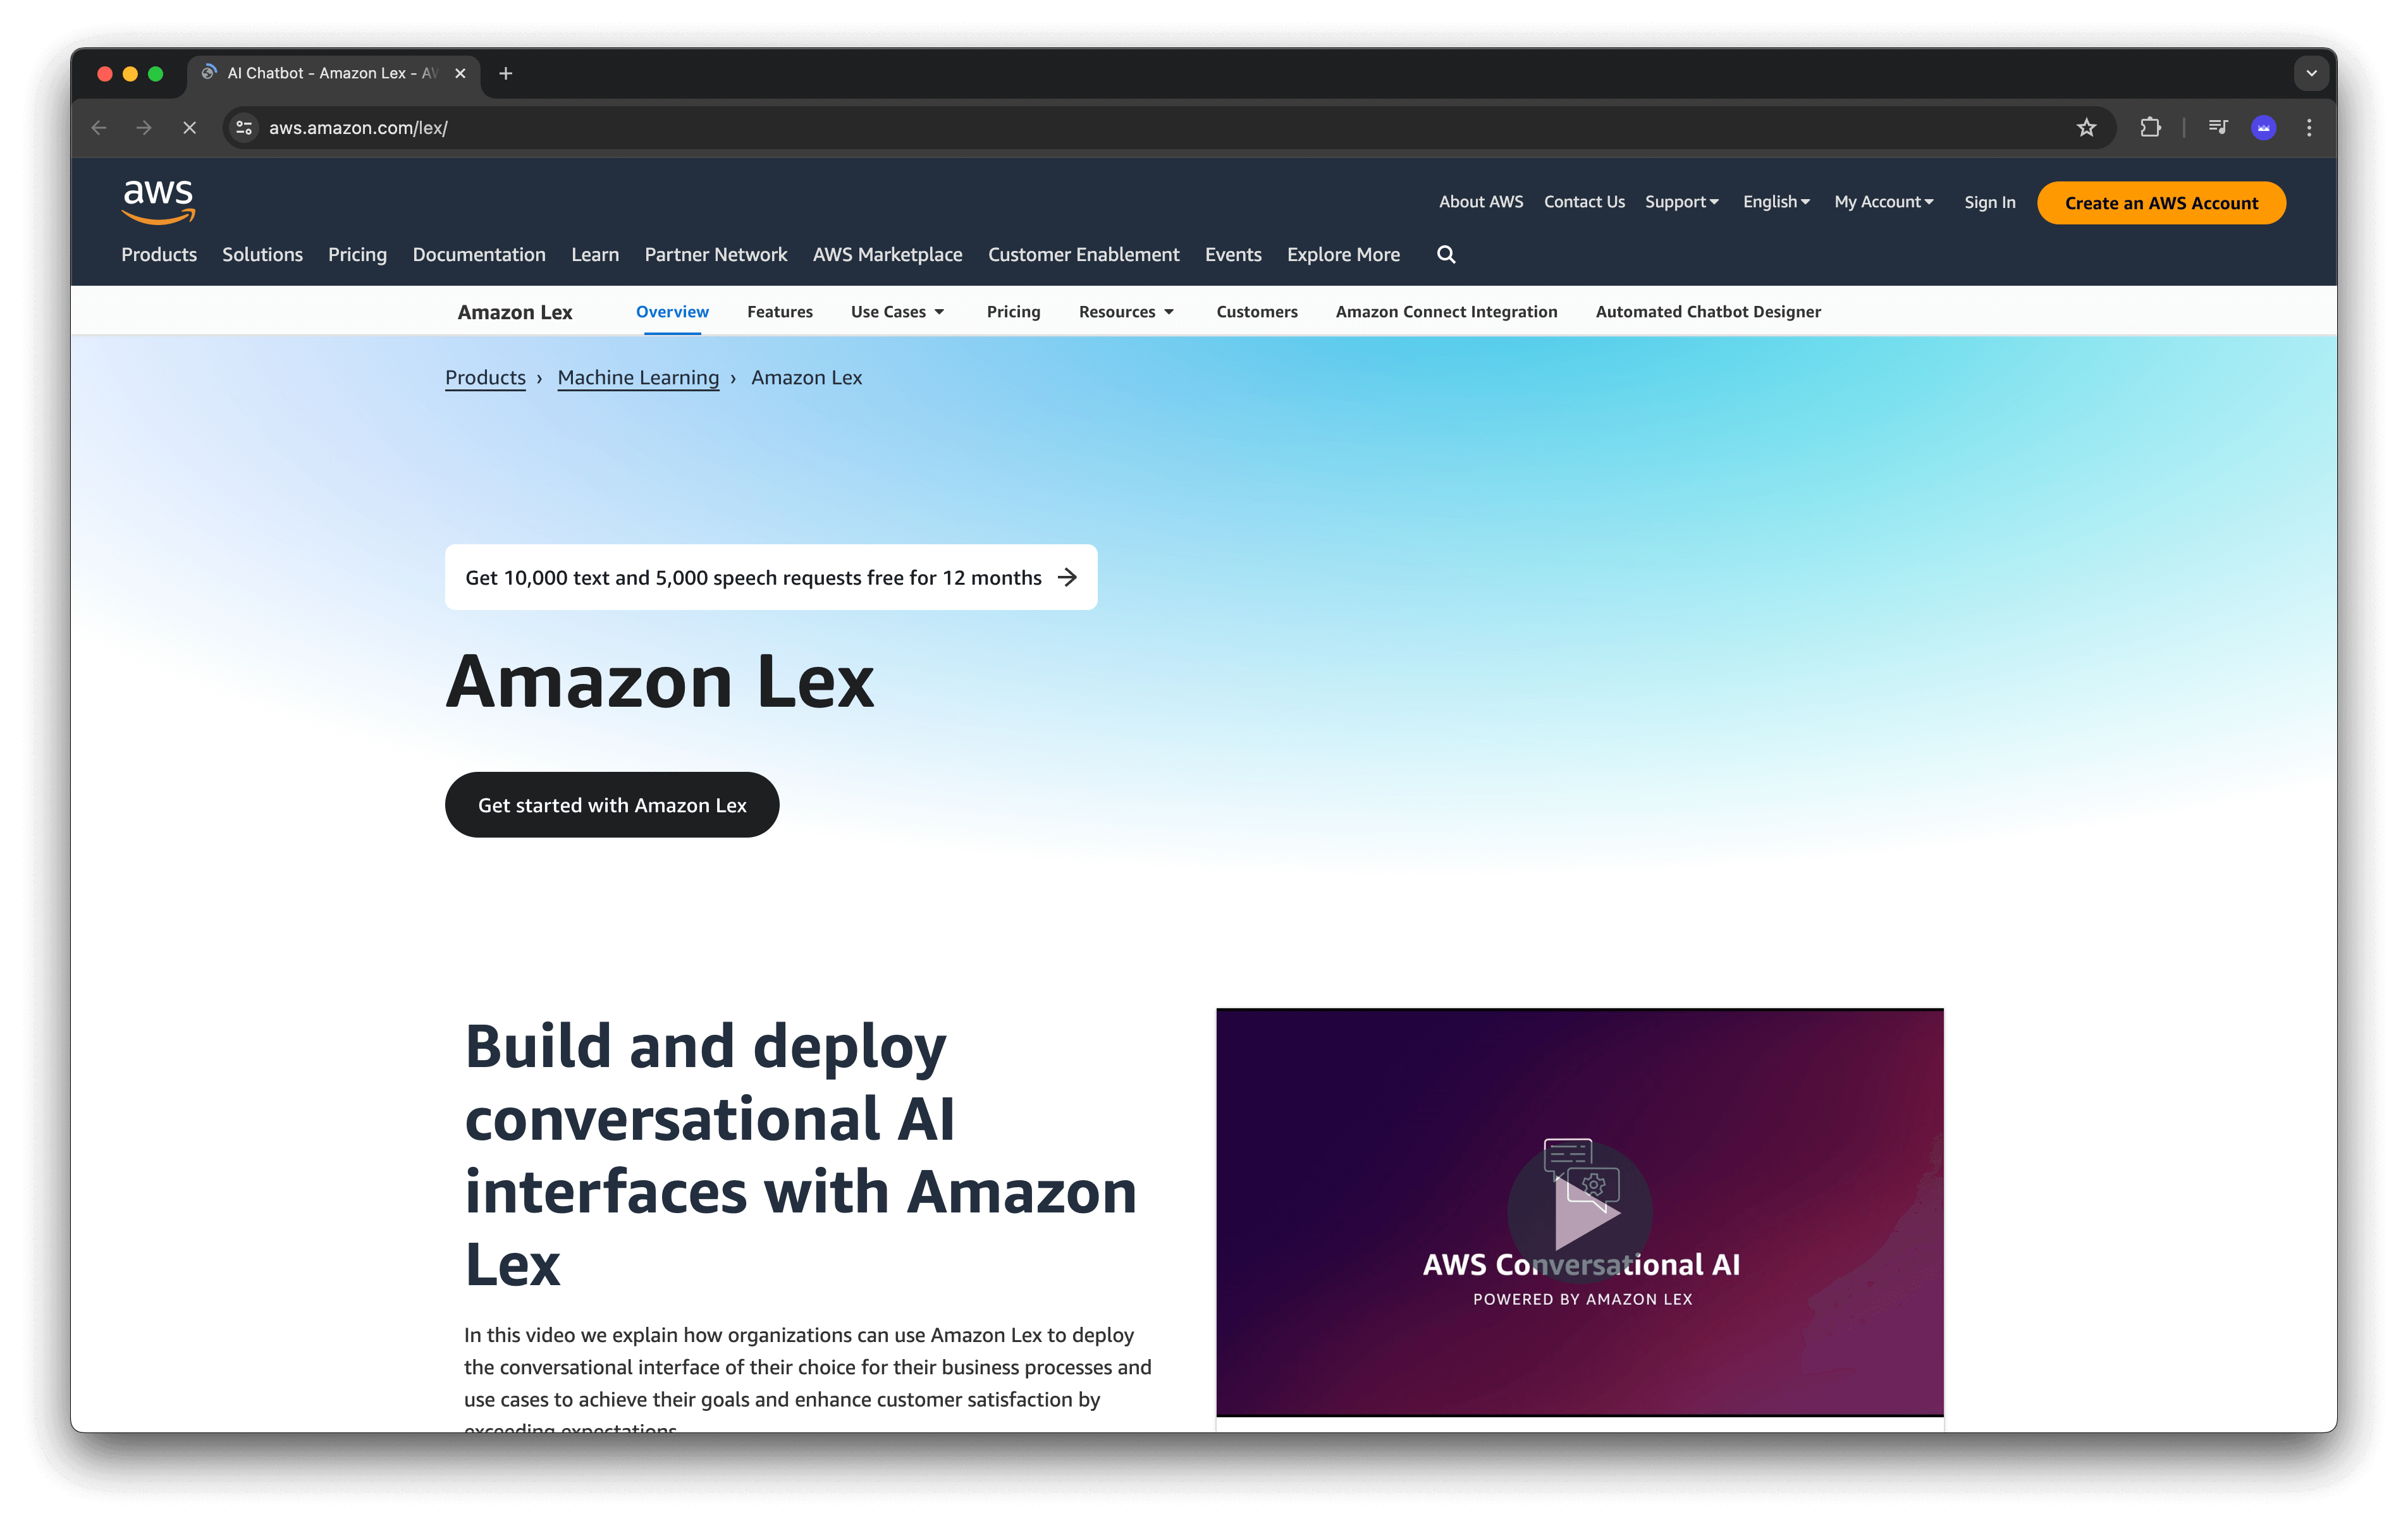 AI Chatbot - Amazon Lex - AW
aws.amazon.com/lex/
aws
About AWS Contact Us Support English My Account Sign In Create an AWS Account
Products Solutions Pricing Documentation Learn Partner Network AWS Marketplace Customer Enablement Events Explore More
Amazon Lex Overview Features Use Cases Pricing Resources Customers Amazon Connect Integration Automated Chatbot Designer
Products › Machine Learning › Amazon Lex
Get 10,000 text and 5,000 speech requests free for 12 months →
Amazon Lex
Get started with Amazon Lex
Build and deploy
conversational AI
interfaces with Amazon
Lex
In this video we explain how organizations can use Amazon Lex to deploy
the conversational interface of their choice for their business processes and
use cases to achieve their goals and enhance customer satisfaction by
exceeding expectations.
AWS Conversational AI
POWERED BY AMAZON LEX